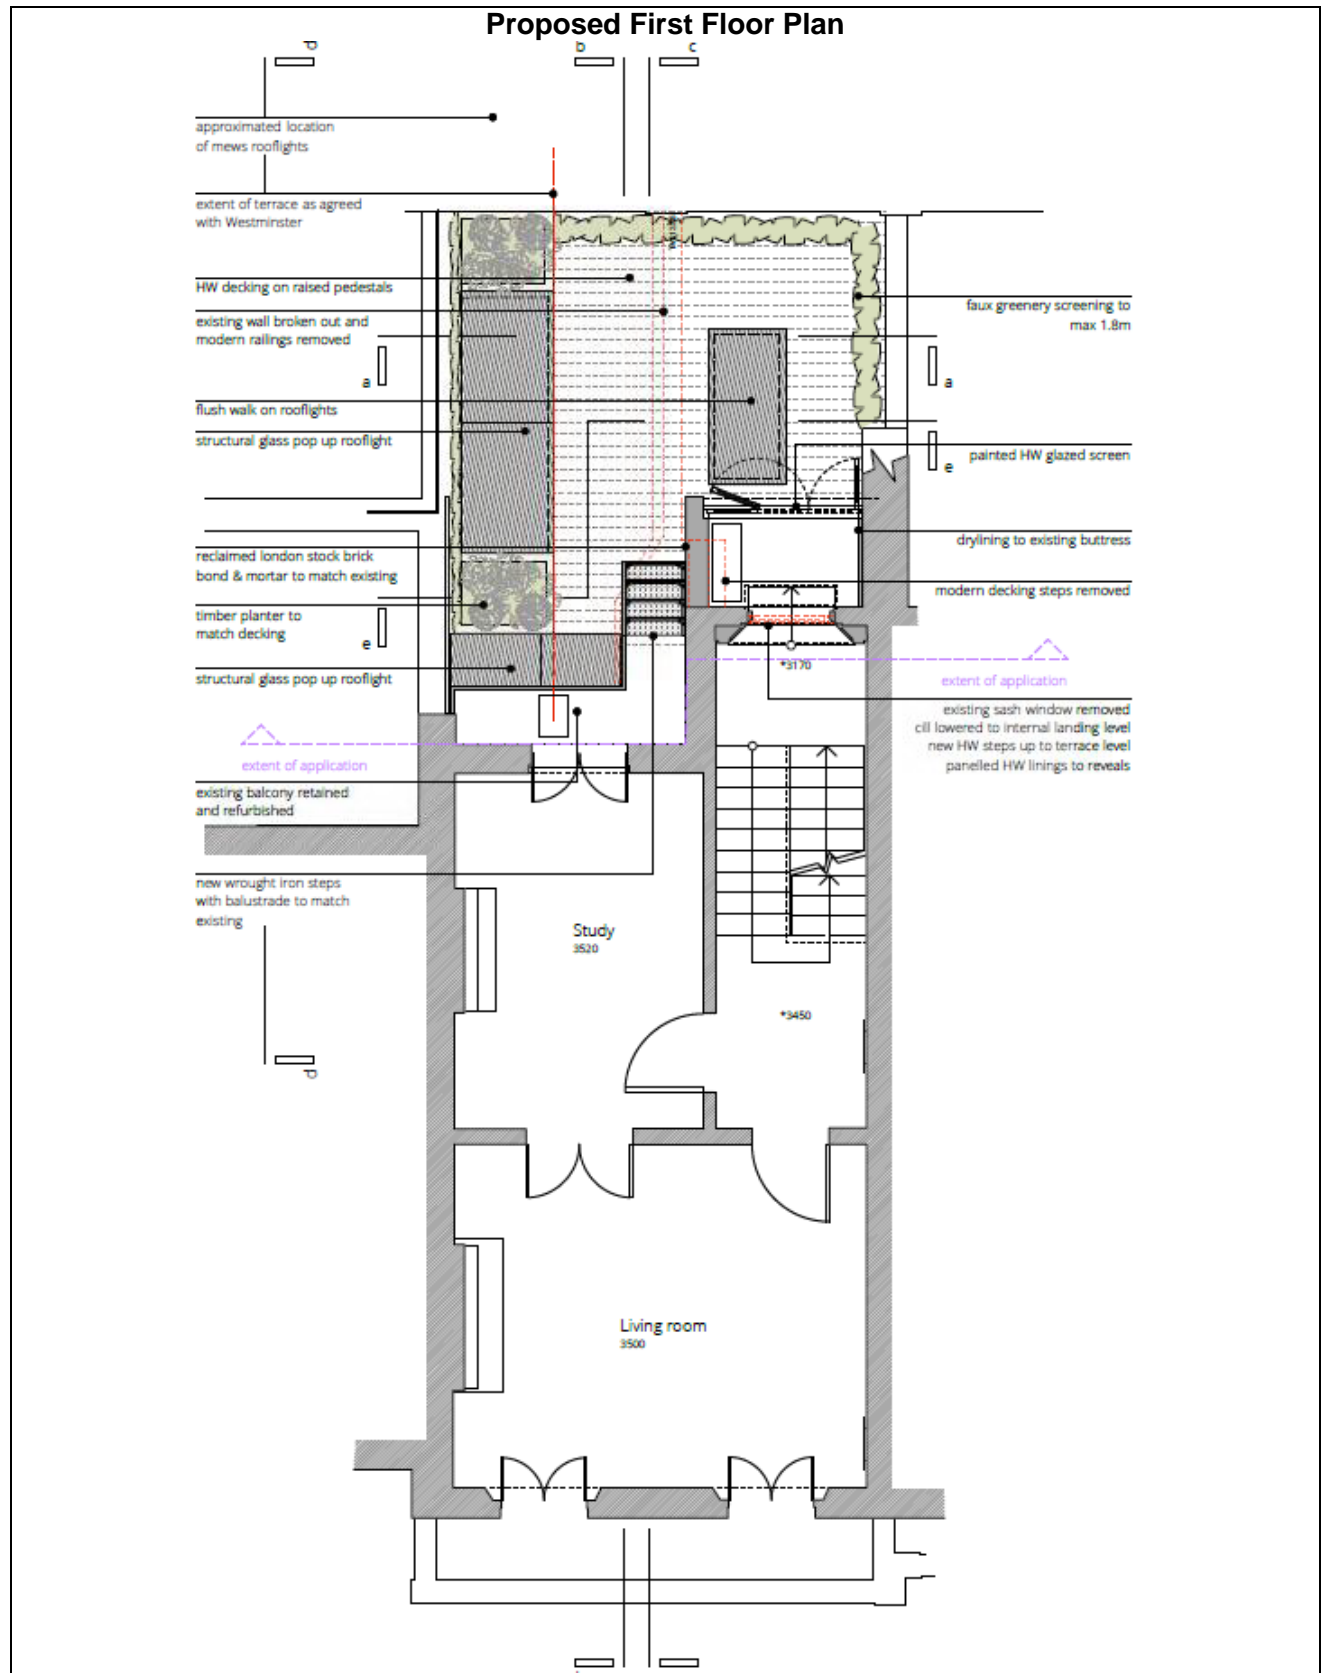 Proposed First Floor Plan
d
b
c
approximated location
of mews rooflights
extent of terrace as agreed
with Westminster
HW decking on raised pedestals
existing wall broken out and
modern railings removed
a
flush walk on rooflights
structural glass pop up rooflight
reclaimed london stock brick
bond & mortar to match existing
timber planter to
match decking
e
structural glass pop up rooflight
extent of application
existing balcony retained
and refurbished
new wrought iron steps
with balustrade to match
existing
faux greenery screening to
max 1.8m
a
painted HW glazed screen
e
drylining to existing buttress
modern decking steps removed
*3170
extent of application
existing sash window removed
cill lowered to internal landing level
new HW steps up to terrace level
panelled HW linings to reveals
Study
3520
*3450
d
Living room
3500